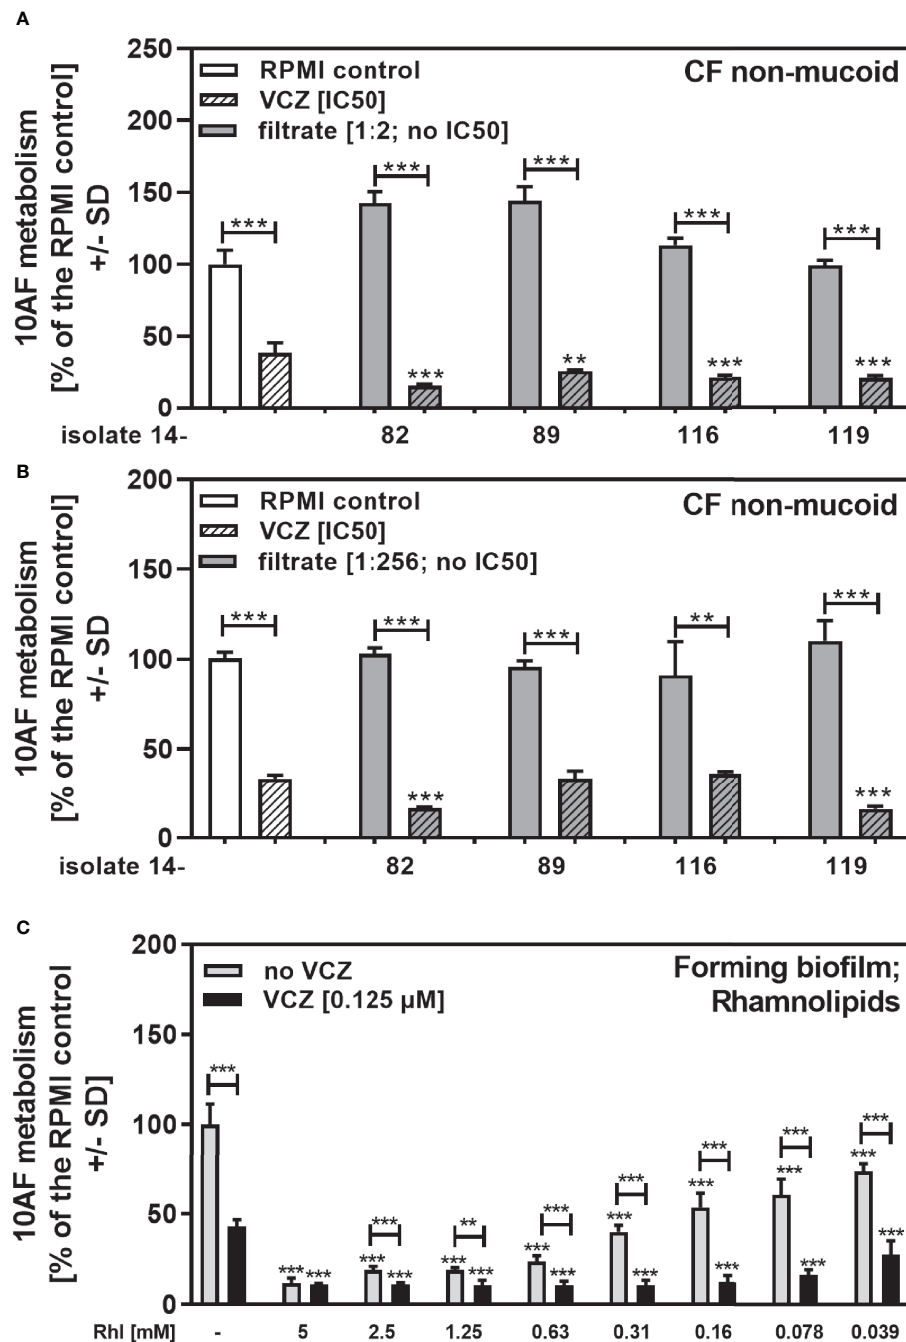 A
250
200
150
100
50
0
10AF metabolism
[% of the RPMI control]
+/- SD
RPMI control
VCZ [IC50]
filtrate [1:2; no IC50]
CF non-mucoid
*** *** *** *** ***
*** ** *** ***
isolate 14- 82 89 116 119
B
200
150
100
50
0
10AF metabolism
[% of the RPMI control]
+/- SD
RPMI control
VCZ [IC50]
filtrate [1:256; no IC50]
CF non-mucoid
*** *** *** ** ***
*** ***
isolate 14- 82 89 116 119
C
200
150
100
50
0
10AF metabolism
[% of the RPMI control
+/- SD]
no VCZ
VCZ [0.125 µM]
Forming biofilm;
Rhamnolipids
*** *** ** *** *** *** *** ***
*** *** *** *** *** *** *** ***
*** *** *** *** *** *** *** ***
Rhl [mM] - 5 2.5 1.25 0.63 0.31 0.16 0.078 0.039